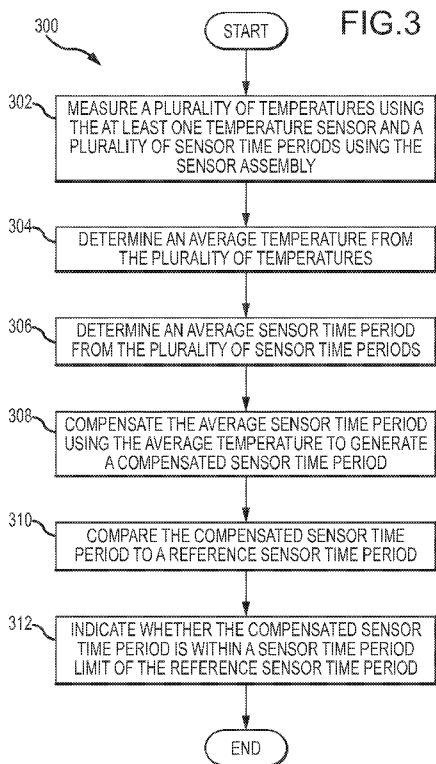 300
START
FIG.3
302
MEASURE A PLURALITY OF TEMPERATURES USING
THE AT LEAST ONE TEMPERATURE SENSOR AND A
PLURALITY OF SENSOR TIME PERIODS USING THE
SENSOR ASSEMBLY
304
DETERMINE AN AVERAGE TEMPERATURE FROM
THE PLURALITY OF TEMPERATURES
306
DETERMINE AN AVERAGE SENSOR TIME PERIOD
FROM THE PLURALITY OF SENSOR TIME PERIODS
308
COMPENSATE THE AVERAGE SENSOR TIME PERIOD
USING THE AVERAGE TEMPERATURE TO GENERATE
A COMPENSATED SENSOR TIME PERIOD
310
COMPARE THE COMPENSATED SENSOR TIME
PERIOD TO A REFERENCE SENSOR TIME PERIOD
312
INDICATE WHETHER THE COMPENSATED SENSOR
TIME PERIOD IS WITHIN A SENSOR TIME PERIOD
LIMIT OF THE REFERENCE SENSOR TIME PERIOD
END